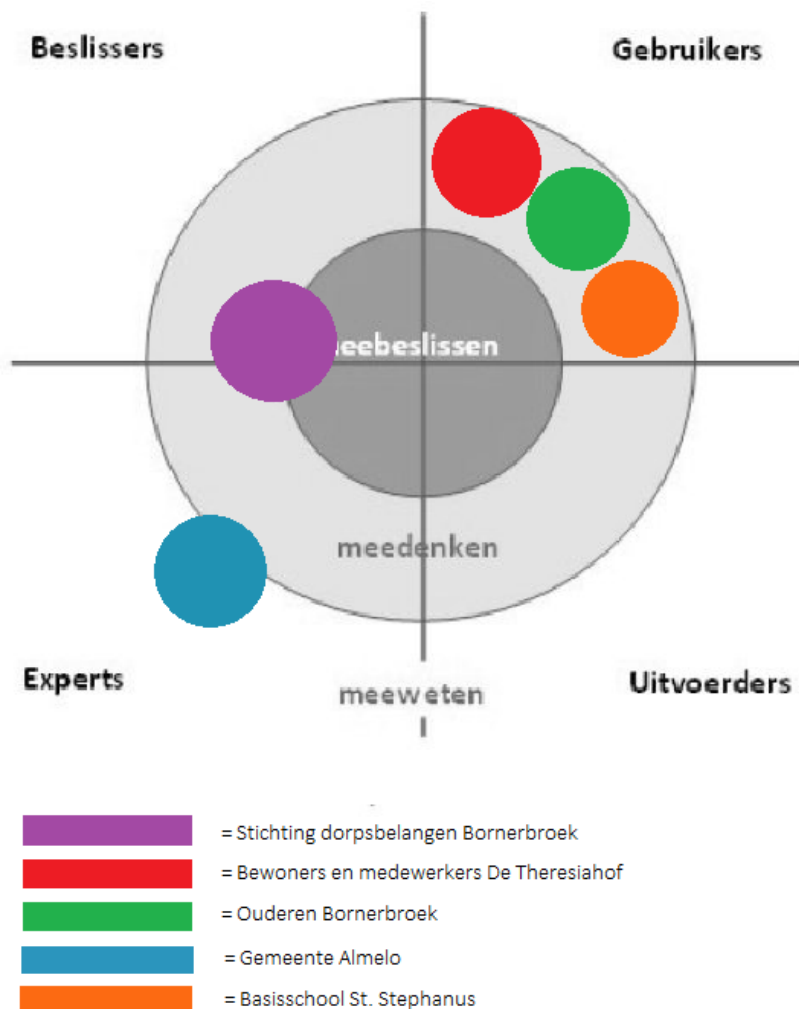 Beslissers
Gebruikers
eebeslissen
meedenken
Experts
meeweten
Uitvoerders
= Stichting dorpsbelangen Bornerbroek
= Bewoners en medewerkers De Theresiahof
= Ouderen Bornerbroek
= Gemeente Almelo
= Basisschool St. Stephanus